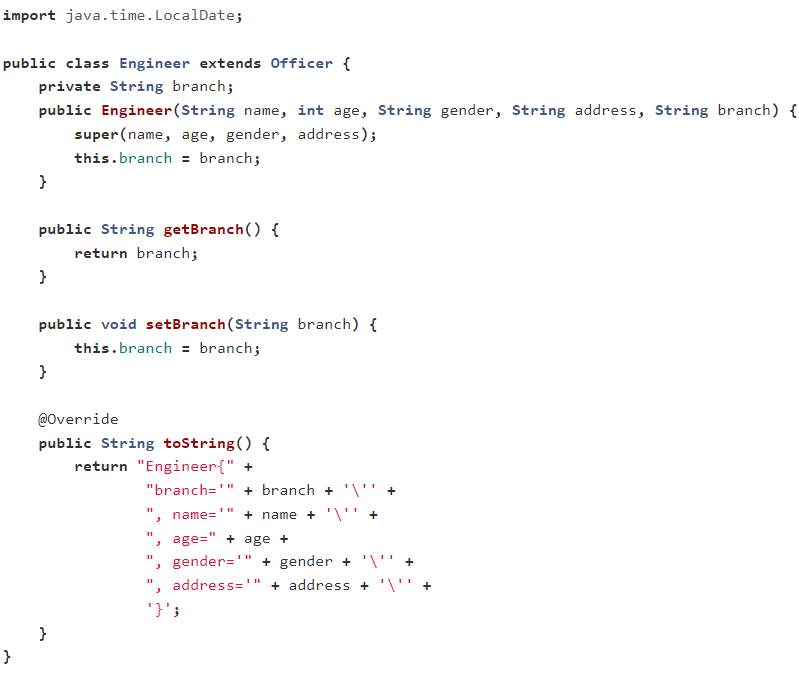 import java.time.LocalDate;

public class Engineer extends Officer {
    private String branch;
    public Engineer(String name, int age, String gender, String address, String branch) {
        super(name, age, gender, address);
        this.branch = branch;
    }

    public String getBranch() {
        return branch;
    }

    public void setBranch(String branch) {
        this.branch = branch;
    }

    @Override
    public String toString() {
        return "Engineer{" +
                "branch='" + branch + '\'' +
                ", name='" + name + '\'' +
                ", age=" + age +
                ", gender='" + gender + '\'' +
                ", address='" + address + '\'' +
                '}';
    }
}